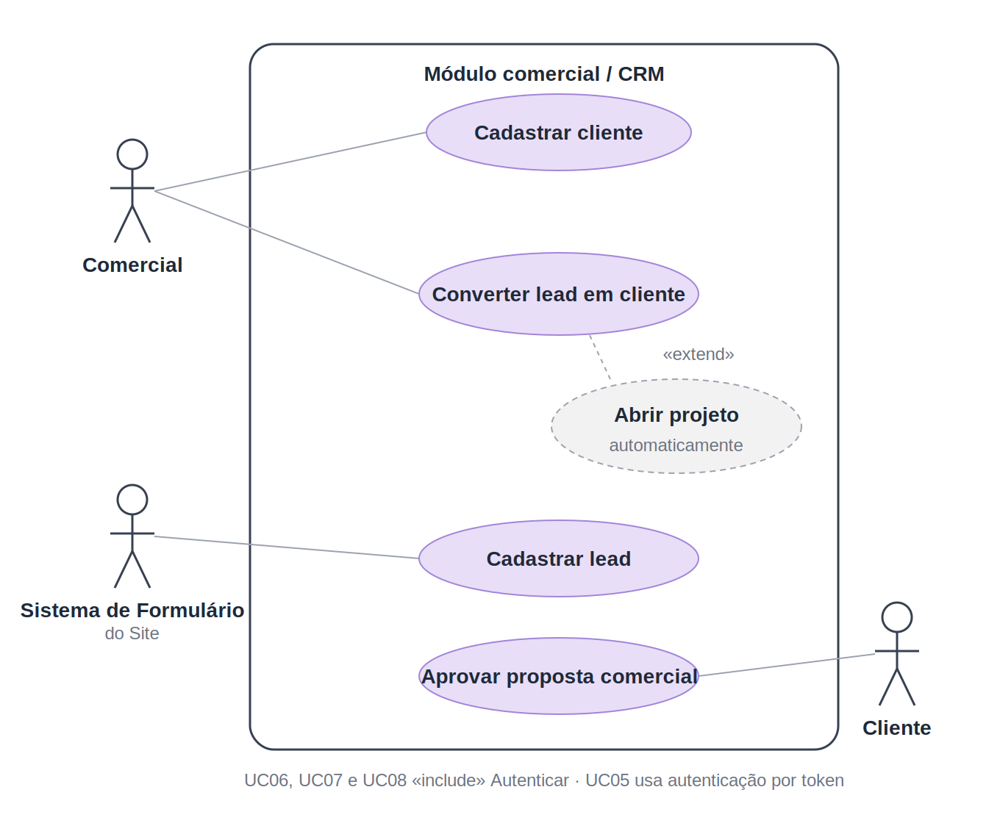 Módulo comercial / CRM
Cadastrar cliente
Comercial
Converter lead em cliente
«extend»
Abrir projeto
automaticamente
Cadastrar lead
Sistema de Formulário
do Site
Aprovar proposta comercial
Cliente
UC06, UC07 e UC08 «include» Autenticar · UC05 usa autenticação por token